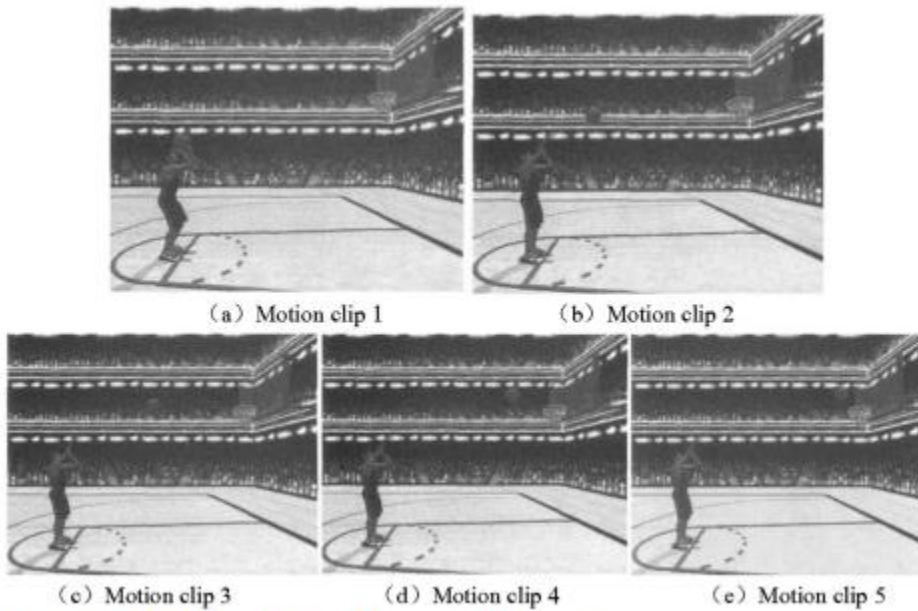 （a）Motion clip 1
（b）Motion clip 2
（c）Motion clip 3
（d）Motion clip 4
（e）Motion clip 5